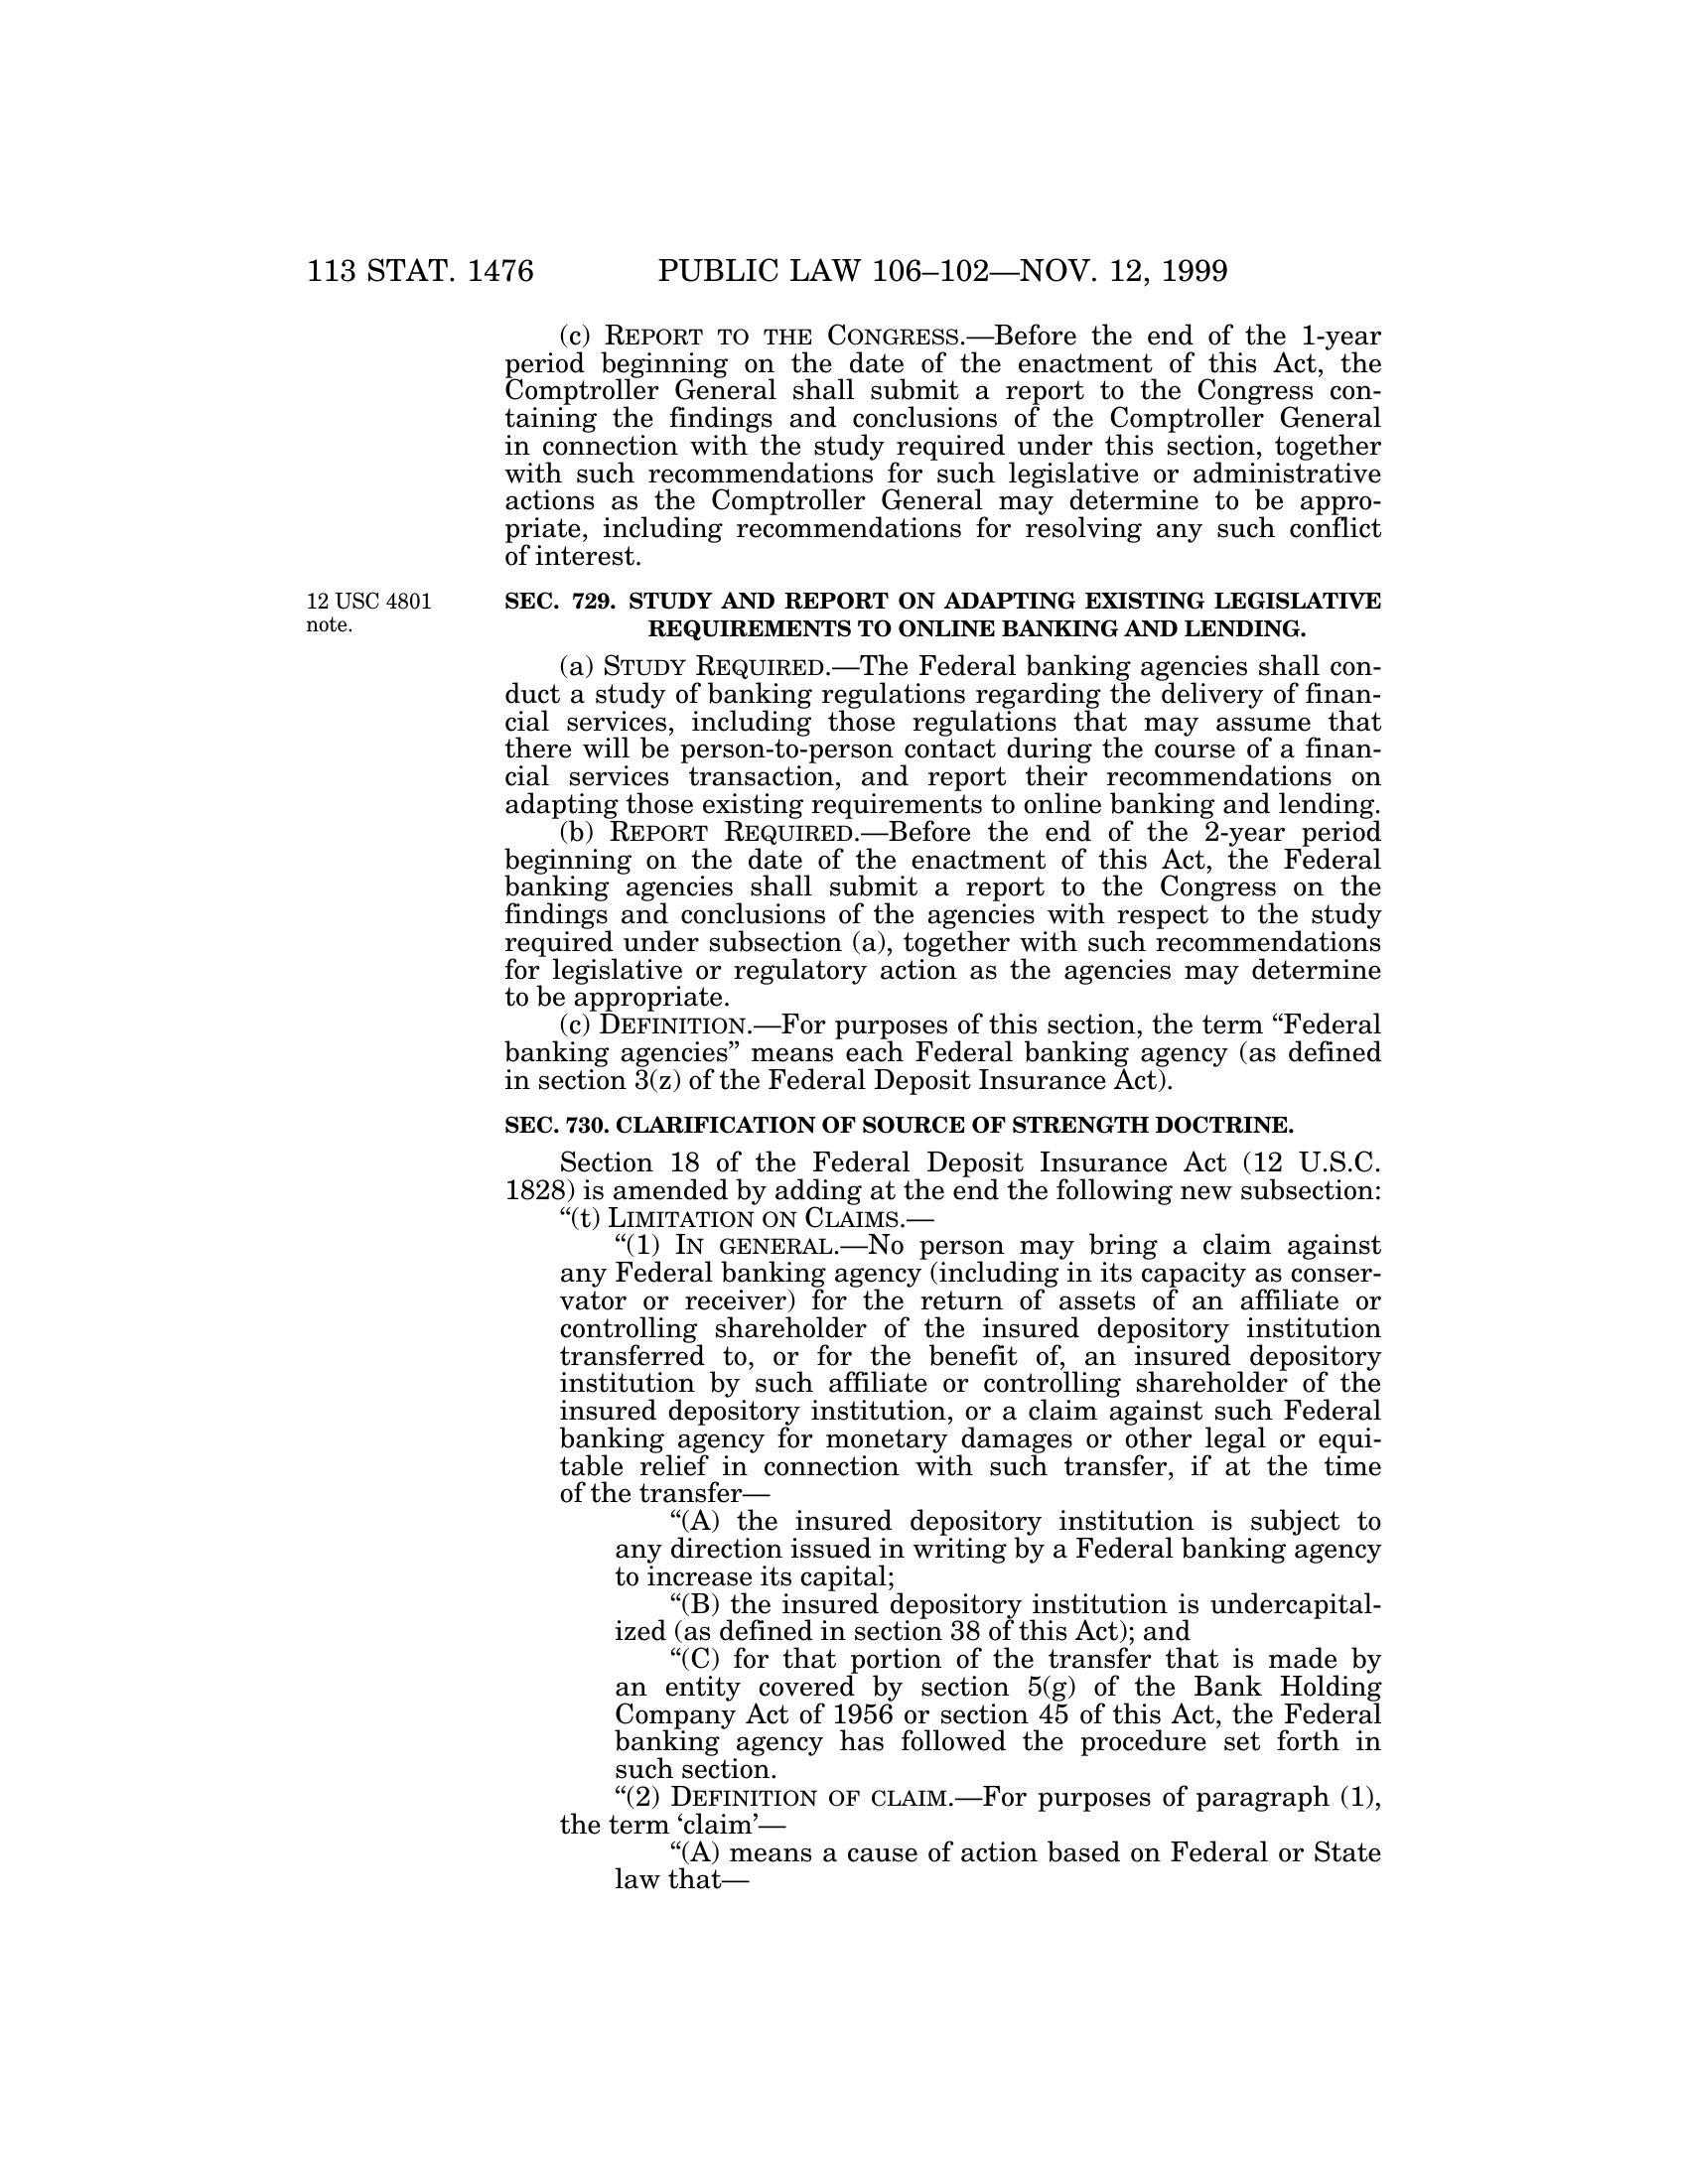 113 STAT. 1476 PUBLIC LAW 106–102—NOV. 12, 1999
(c) REPORT TO THE CONGRESS.—Before the end of the 1-year
period beginning on the date of the enactment of this Act, the
Comptroller General shall submit a report to the Congress con-
taining the findings and conclusions of the Comptroller General
in connection with the study required under this section, together
with such recommendations for such legislative or administrative
actions as the Comptroller General may determine to be appro-
priate, including recommendations for resolving any such conflict
of interest.
12 USC 4801
note.
SEC. 729. STUDY AND REPORT ON ADAPTING EXISTING LEGISLATIVE
REQUIREMENTS TO ONLINE BANKING AND LENDING.
(a) STUDY REQUIRED.—The Federal banking agencies shall con-
duct a study of banking regulations regarding the delivery of finan-
cial services, including those regulations that may assume that
there will be person-to-person contact during the course of a finan-
cial services transaction, and report their recommendations on
adapting those existing requirements to online banking and lending.
(b) REPORT REQUIRED.—Before the end of the 2-year period
beginning on the date of the enactment of this Act, the Federal
banking agencies shall submit a report to the Congress on the
findings and conclusions of the agencies with respect to the study
required under subsection (a), together with such recommendations
for legislative or regulatory action as the agencies may determine
to be appropriate.
(c) DEFINITION.—For purposes of this section, the term “Federal
banking agencies” means each Federal banking agency (as defined
in section 3(z) of the Federal Deposit Insurance Act).
SEC. 730. CLARIFICATION OF SOURCE OF STRENGTH DOCTRINE.
Section 18 of the Federal Deposit Insurance Act (12 U.S.C.
1828) is amended by adding at the end the following new subsection:
“(t) LIMITATION ON CLAIMS.—
“(1) IN GENERAL.—No person may bring a claim against
any Federal banking agency (including in its capacity as conser-
vator or receiver) for the return of assets of an affiliate or
controlling shareholder of the insured depository institution
transferred to, or for the benefit of, an insured depository
institution by such affiliate or controlling shareholder of the
insured depository institution, or a claim against such Federal
banking agency for monetary damages or other legal or equi-
table relief in connection with such transfer, if at the time
of the transfer—
“(A) the insured depository institution is subject to
any direction issued in writing by a Federal banking agency
to increase its capital;
“(B) the insured depository institution is undercapital-
ized (as defined in section 38 of this Act); and
“(C) for that portion of the transfer that is made by
an entity covered by section 5(g) of the Bank Holding
Company Act of 1956 or section 45 of this Act, the Federal
banking agency has followed the procedure set forth in
such section.
“(2) DEFINITION OF CLAIM.—For purposes of paragraph (1),
the term ‘claim’—
“(A) means a cause of action based on Federal or State
law that—